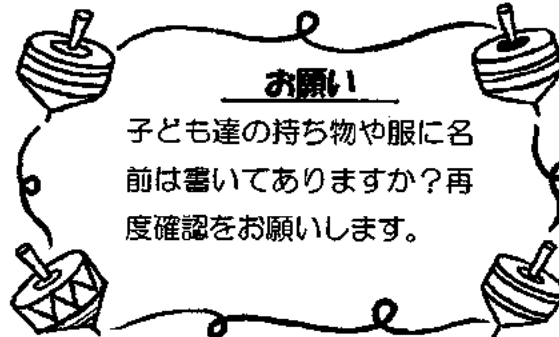 お願い
子ども達の持ち物や服に名
前は書いてありますか？再
度確認をお願いします。